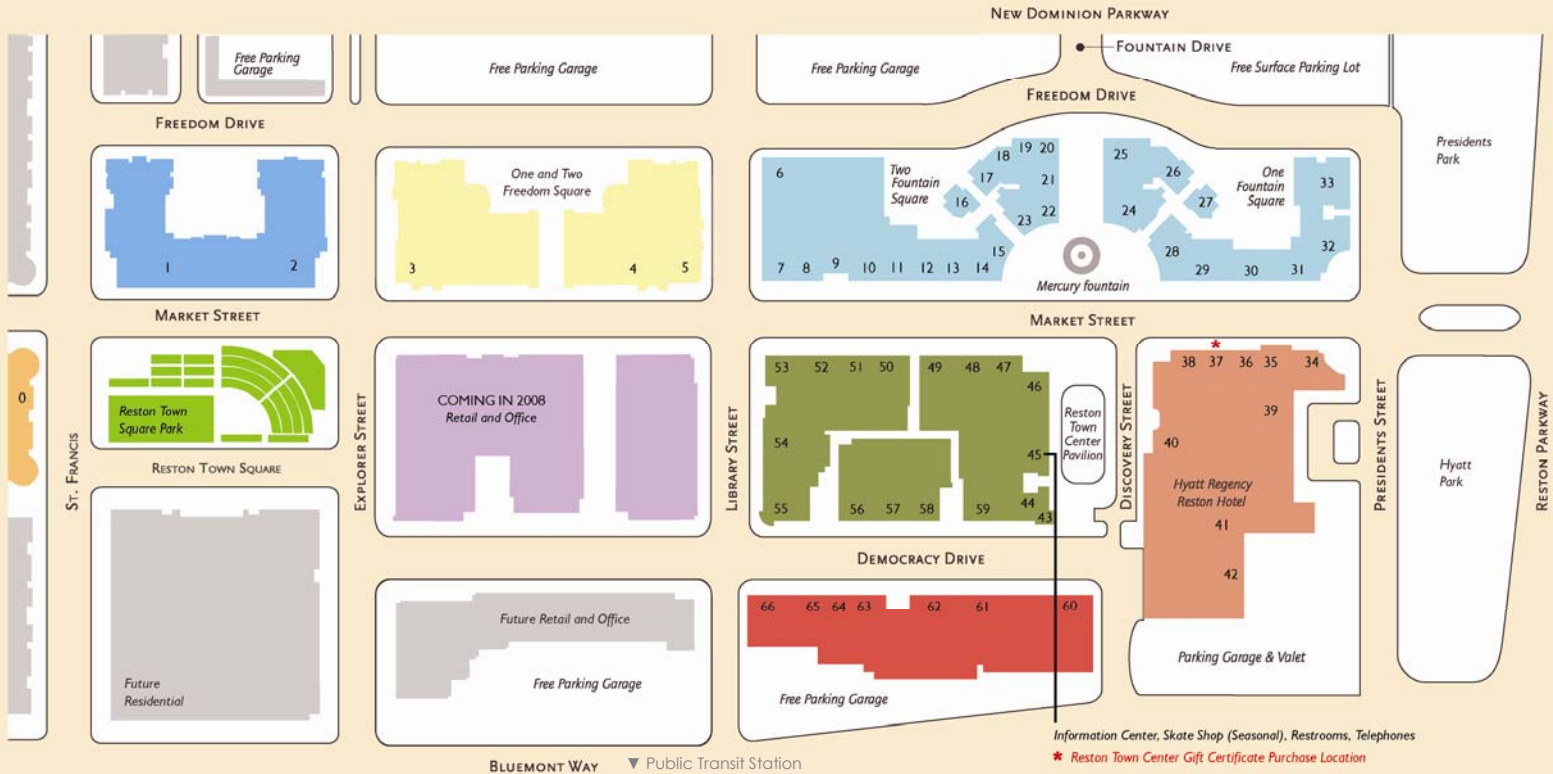 NEW DOMINION PARKWAY
FOUNTAIN DRIVE
Free Parking
Garage
Free Parking Garage
Free Parking Garage
Free Surface Parking Lot
FREEDOM DRIVE
FREEDOM DRIVE
Presidents
Park
One and Two
Freedom Square
Two
Fountain
Square
One
Fountain
Square
1 2
3 4 5
6
7 8 9 10 11 12 13 14 15
16 17 18 19 20
21
22
23
24
25
26
27
28
29 30 31
32
33
Mercury fountain
MARKET STREET
MARKET STREET
0
ST. FRANCIS
Reston Town
Square Park
RESTON TOWN SQUARE
EXPLORER STREET
COMING IN 2008
Retail and Office
LIBRARY STREET
53 52 51 50 49 48 47
46
54
45
55 56 57 58 59 44
43
Reston
Town
Center
Pavilion
DISCOVERY STREET
*
38 37 36 35 34
39
40
Hyatt Regency
Reston Hotel
41
42
PRESIDENTS STREET
Hyatt
Park
RESTON PARKWAY
DEMOCRACY DRIVE
66 65 64 63 62 61 60
Future Retail and Office
Free Parking Garage
Future
Residential
Free Parking Garage
Parking Garage & Valet
Information Center, Skate Shop (Seasonal), Restrooms, Telephones
* Reston Town Center Gift Certificate Purchase Location
BLUEMONT WAY ▼ Public Transit Station